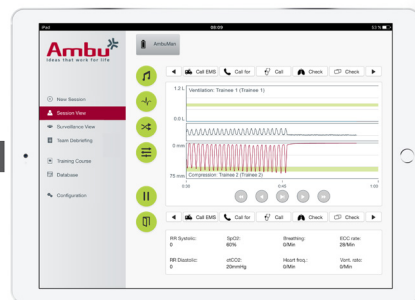 iPad
08:09
53 %
Ambu
Ideas that work for life
AmbuMan
New Session
Session View
Surveillance View
Team Debriefing
Training Course
Database
Configuration
Call EMS Call for Call Check Check
1.2 L Ventilation: Trainee 1 (Trainee 1)
0.0 L
0 mm
75 mm Compression: Trainee 2 (Trainee 2)
0:30 0:45 1:00
Call EMS Call for Call Check Check
RR Systolic: SpO2: Breathing: ECC rate:
0 60% 0/Min 28/Min
RR Diastolic: etCO2: Heart freq.: Vent. rate:
0 20mmHg 0/Min 0/Min